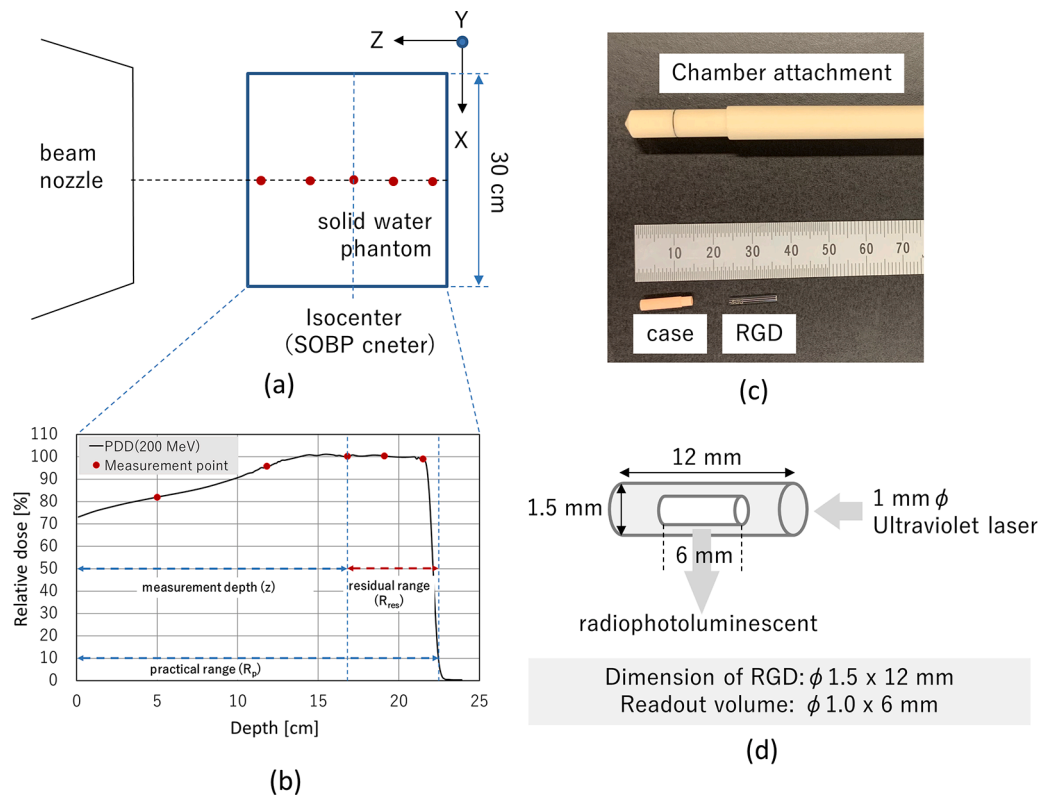 Y
Z
X
beam
nozzle
30 cm
solid water
phantom
Isocenter
(SOBP cneter)
(a)
110
100
90
80
70
60
50
40
30
20
10
0
Relative dose [%]
PDD(200 MeV)
Measurement point
measurement depth (z)
residual range
(Rres)
practical range (Rp)
0
5
10
15
20
25
Depth [cm]
(b)
Chamber attachment
10 20 30 40 50 60 70
case
RGD
(c)
12 mm
1.5 mm
6 mm
1 mm ϕ
Ultraviolet laser
radiophotoluminescent
Dimension of RGD: ϕ 1.5 x 12 mm
Readout volume: ϕ 1.0 x 6 mm
(d)